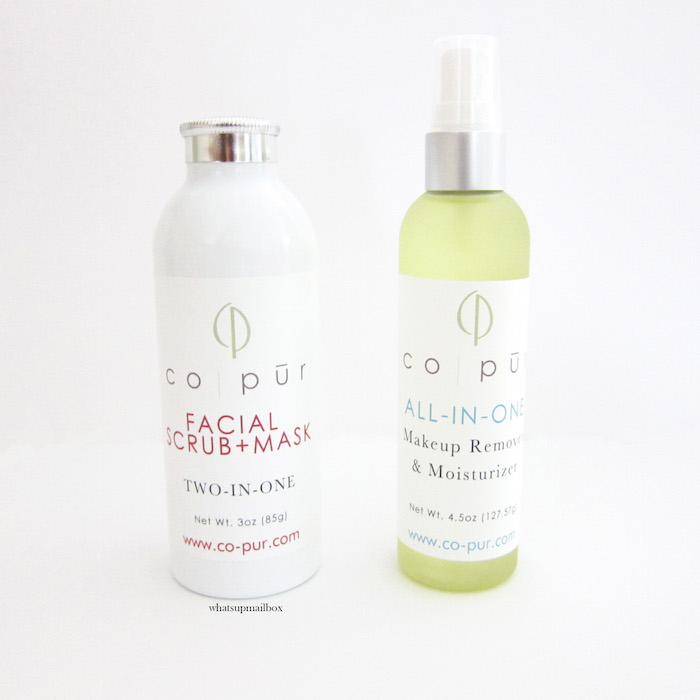 co | pūr
FACIAL
SCRUB+MASK
TWO-IN-ONE
Net Wt. 3oz (85g)
www.co-pur.com
co | pūr
ALL-IN-ONE
Makeup Remover
& Moisturizer
Net Wt. 4.5oz (127.57g)
www.co-pur.com
whatsupmailbox